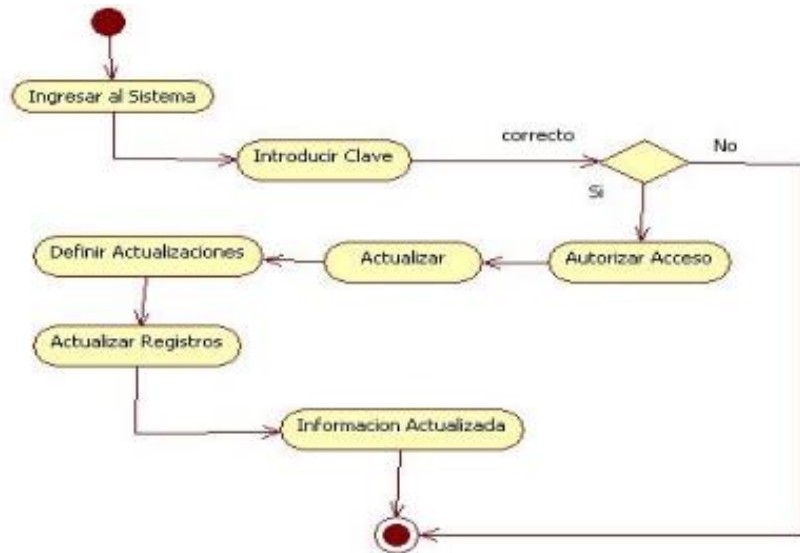 Ingresar al Sistema
Introducir Clave
correcto
No
Si
Autorizar Acceso
Actualizar
Definir Actualizaciones
Actualizar Registros
Informacion Actualizada